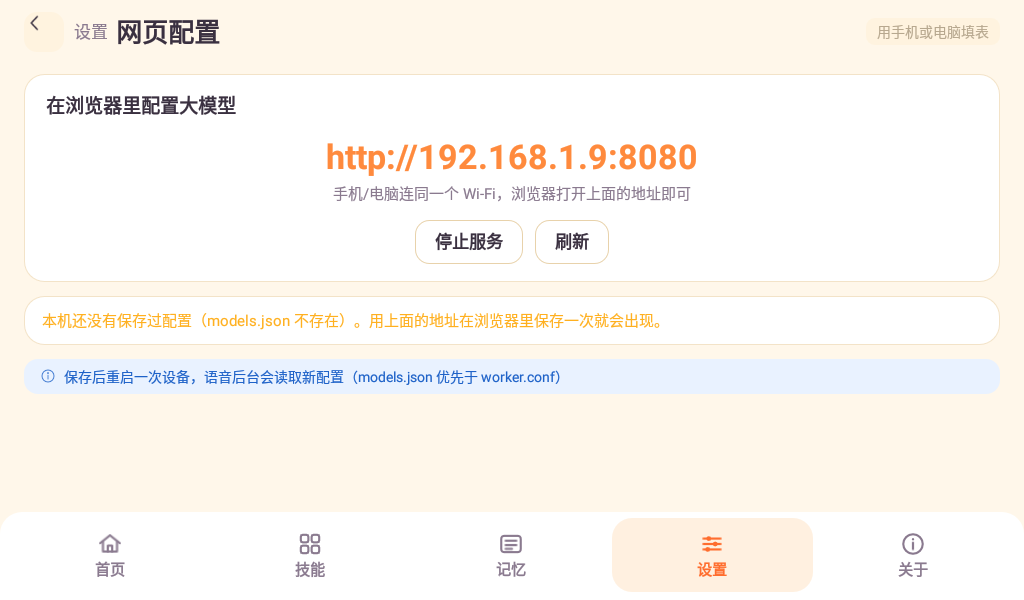 设置 网页配置
用手机或电脑填表
在浏览器里配置大模型
http://192.168.1.9:8080
手机/电脑连同一个 Wi-Fi，浏览器打开上面的地址即可
停止服务 刷新
本机还没有保存过配置（models.json 不存在）。用上面的地址在浏览器里保存一次就会出现。
保存后重启一次设备，语音后台会读取新配置（models.json 优先于 worker.conf）
首页 技能 记忆 设置 关于